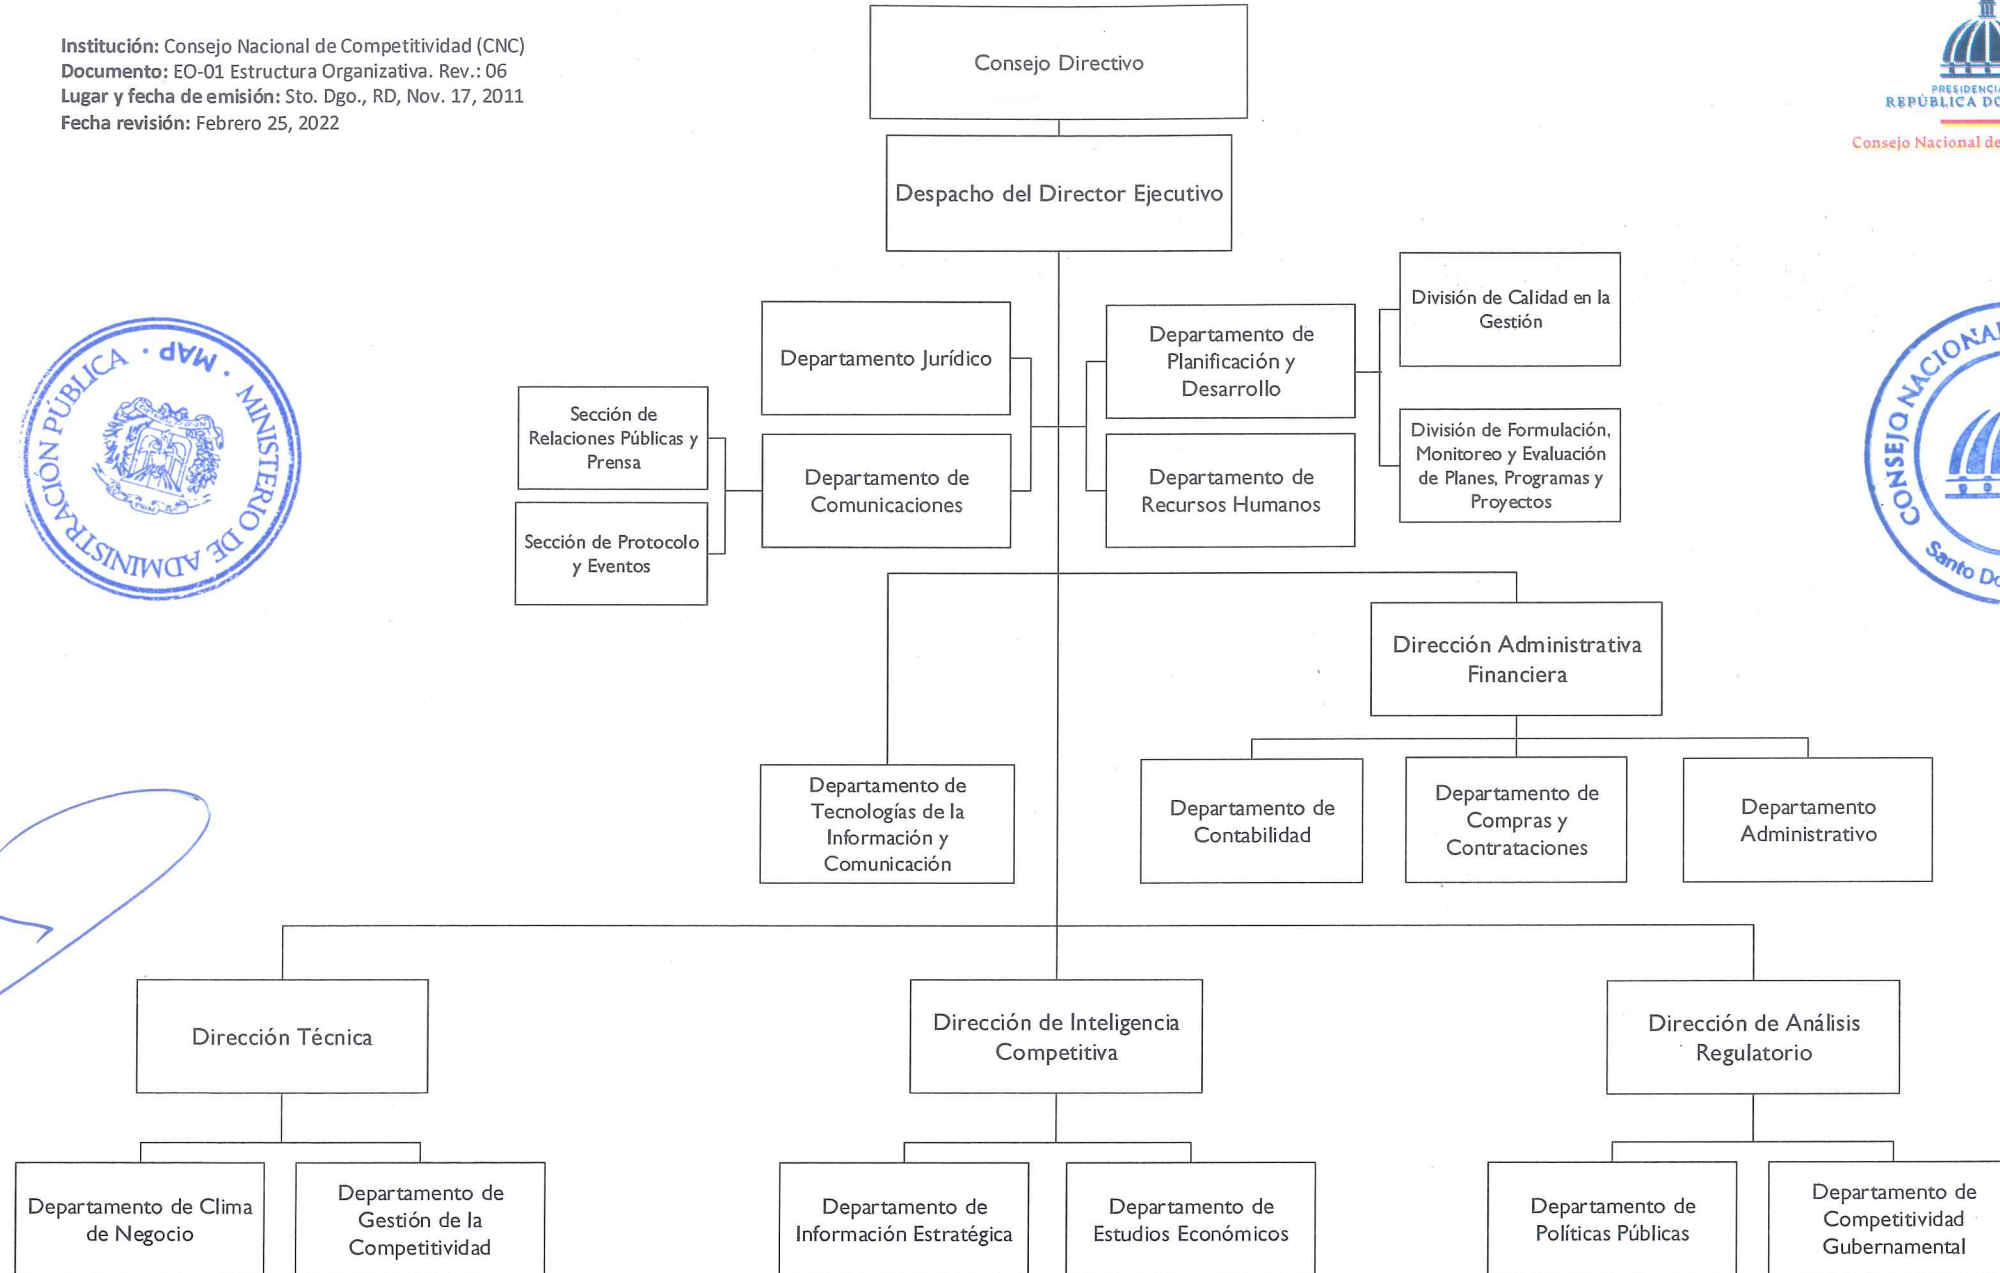 Institución: Consejo Nacional de Competitividad (CNC)
Documento: EO-01 Estructura Organizativa. Rev.: 06
Lugar y fecha de emisión: Sto. Dgo., RD, Nov. 17, 2011
Fecha revisión: Febrero 25, 2022
REPÚBLICA
Consejo Nacional de
Consejo Directivo
Despacho del Director Ejecutivo
Departamento Jurídico
Departamento de
Planificación y
Desarrollo
División de Calidad en la
Gestión
División de Formulación,
Monitoreo y Evaluación
de Planes, Programas y
Proyectos
Sección de
Relaciones Públicas y
Prensa
Sección de Protocolo
y Eventos
Departamento de
Comunicaciones
Departamento de
Recursos Humanos
MINISTERIO DE ADMINISTRACIÓN PÚBLICA · MAP ·
CONSEJO NACIONAL
Santo
Dirección Administrativa
Financiera
Departamento de
Tecnologías de la
Información y
Comunicación
Departamento de
Contabilidad
Departamento de
Compras y
Contrataciones
Departamento
Administrativo
Dirección Técnica
Dirección de Inteligencia
Competitiva
Dirección de Análisis
Regulatorio
Departamento de Clima
de Negocio
Departamento de
Gestión de la
Competitividad
Departamento de
Información Estratégica
Departamento de
Estudios Económicos
Departamento de
Políticas Públicas
Departamento de
Competitividad
Gubernamental